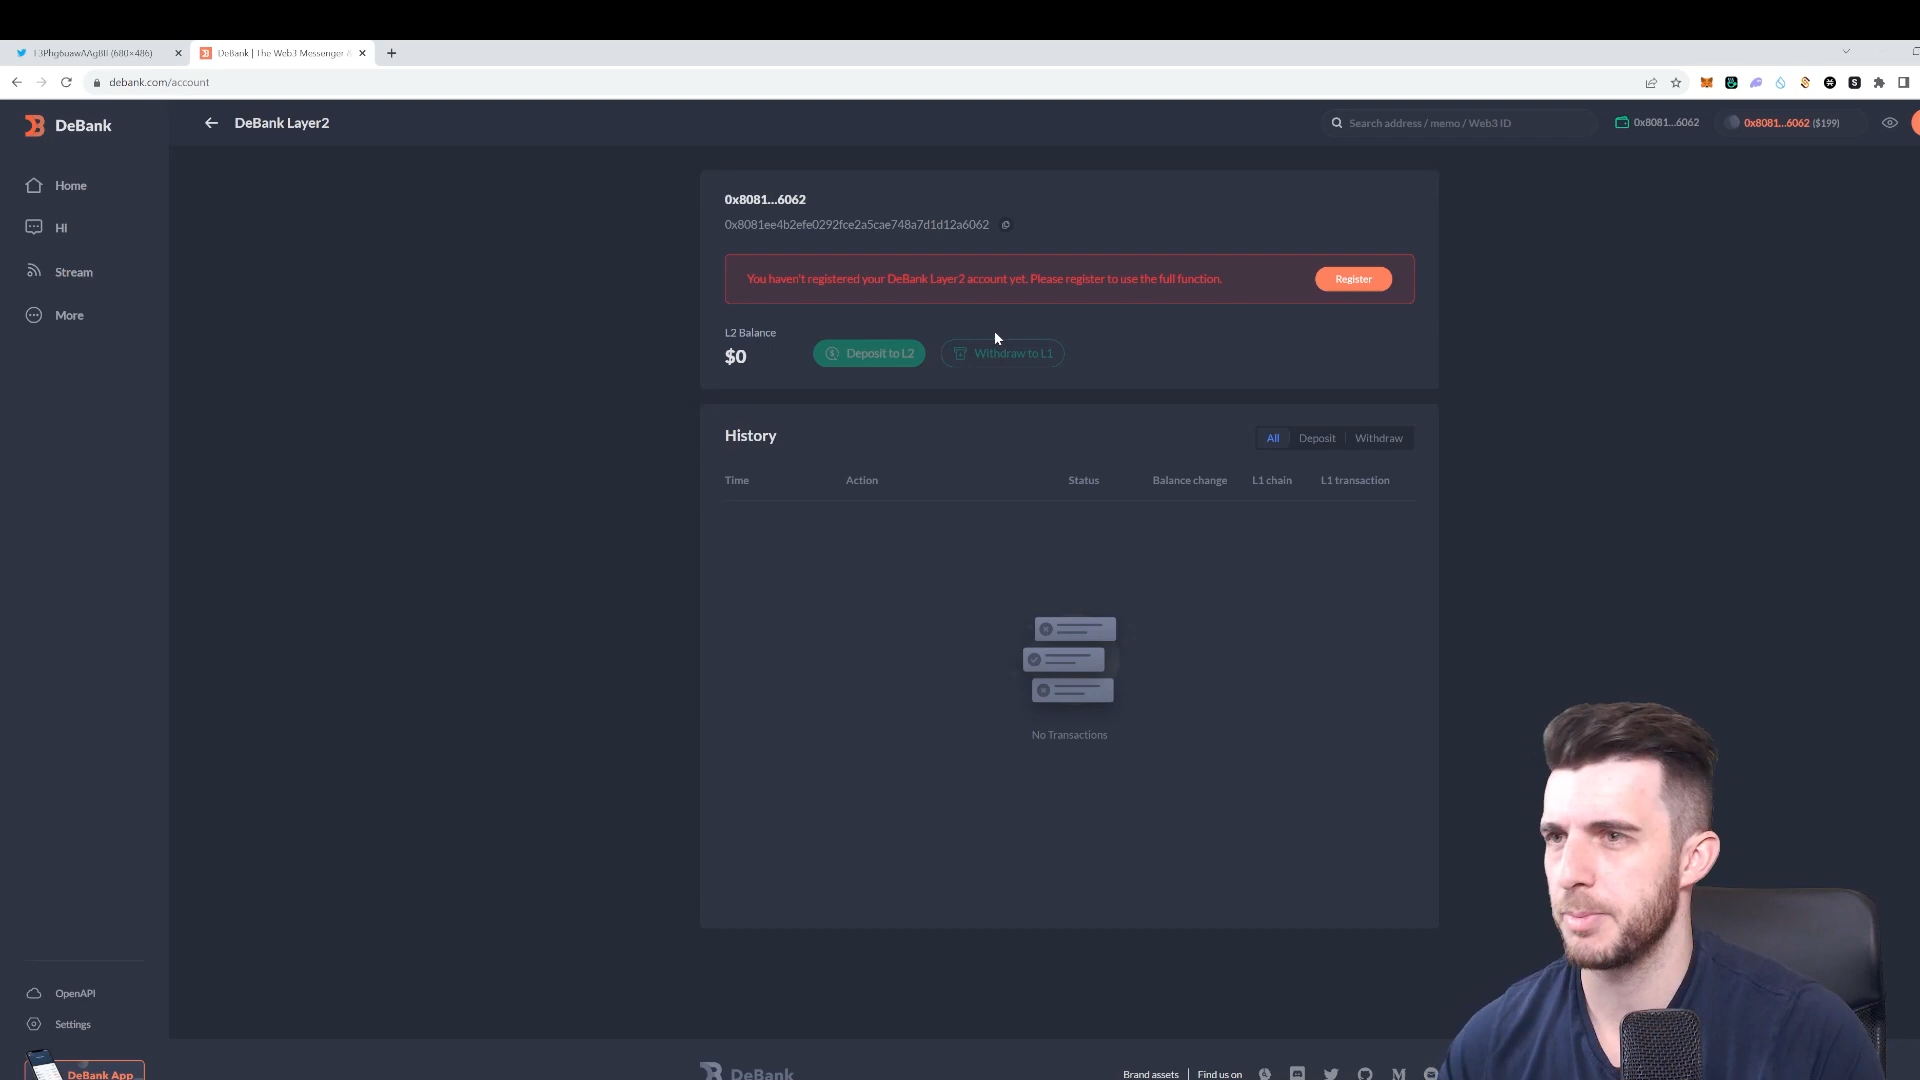 DeBank | The Web3 Messenger &
debank.com/account
DeBank
DeBank Layer2
Search address / memo / Web3 ID
0x8081...6062
0x8081...6062 ($199)
Home
Hi
Stream
More
0x8081...6062
0x8081ee4b2efe0292fce2a5cae748a7d1d12a6062
You haven't registered your DeBank Layer2 account yet. Please register to use the full function.
Register
L2 Balance
$0
Deposit to L2
Withdraw to L1
History
All
Deposit
Withdraw
Time
Action
Status
Balance change
L1 chain
L1 transaction
No Transactions
OpenAPI
Settings
DeBank App
DeBank
Brand assets
Find us on